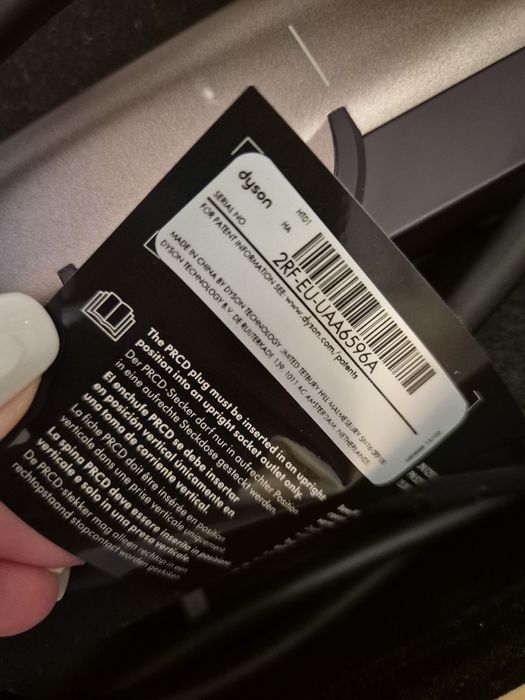 dyson
HT01
SERIAL NO
HA
2RF-EU-UAA6596A
FOR PATENT INFORMATION SEE: www.dyson.com/patents
MADE IN CHINA BY DYSON TECHNOLOGY LIMITED TETBURY HILL MALMESBURY SN16 0RP UK
DYSON TECHNOLOGY B.V. DE RUIJTERKADE 139, 1011 AC AMSTERDAM, NETHERLANDS
The PRCD plug must be inserted in an upright
position into an upright socket outlet only.
Der PRCD-Stecker darf nur in aufrechter Position
in eine aufrechte Steckdose gesteckt werden.
El enchufe PRCD se debe insertar
en posición vertical únicamente en
una toma de corriente vertical.
La fiche PRCD doit être insérée en position
verticale dans une prise verticale uniquement.
La spina PRCD deve essere inserita in posizione
verticale e solo in una presa verticale.
De PRCD-stekker mag alleen rechtop in een
rechtopstaand stopcontact worden gestoken.